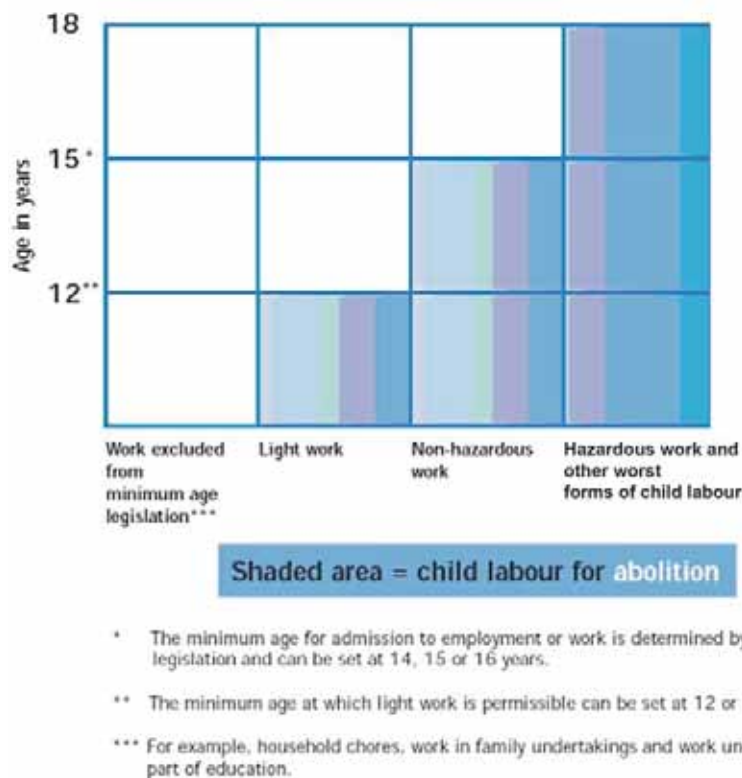 18
15*
12**
Age in years
Work excluded
from
minimum age
legislation***
Light work
Non-hazardous
work
Hazardous work and
other worst
forms of child labour
Shaded area = child labour for abolition
* The minimum age for admission to employment or work is determined by
legislation and can be set at 14, 15 or 16 years.
** The minimum age at which light work is permissible can be set at 12 or
*** For example, household chores, work in family undertakings and work un
part of education.